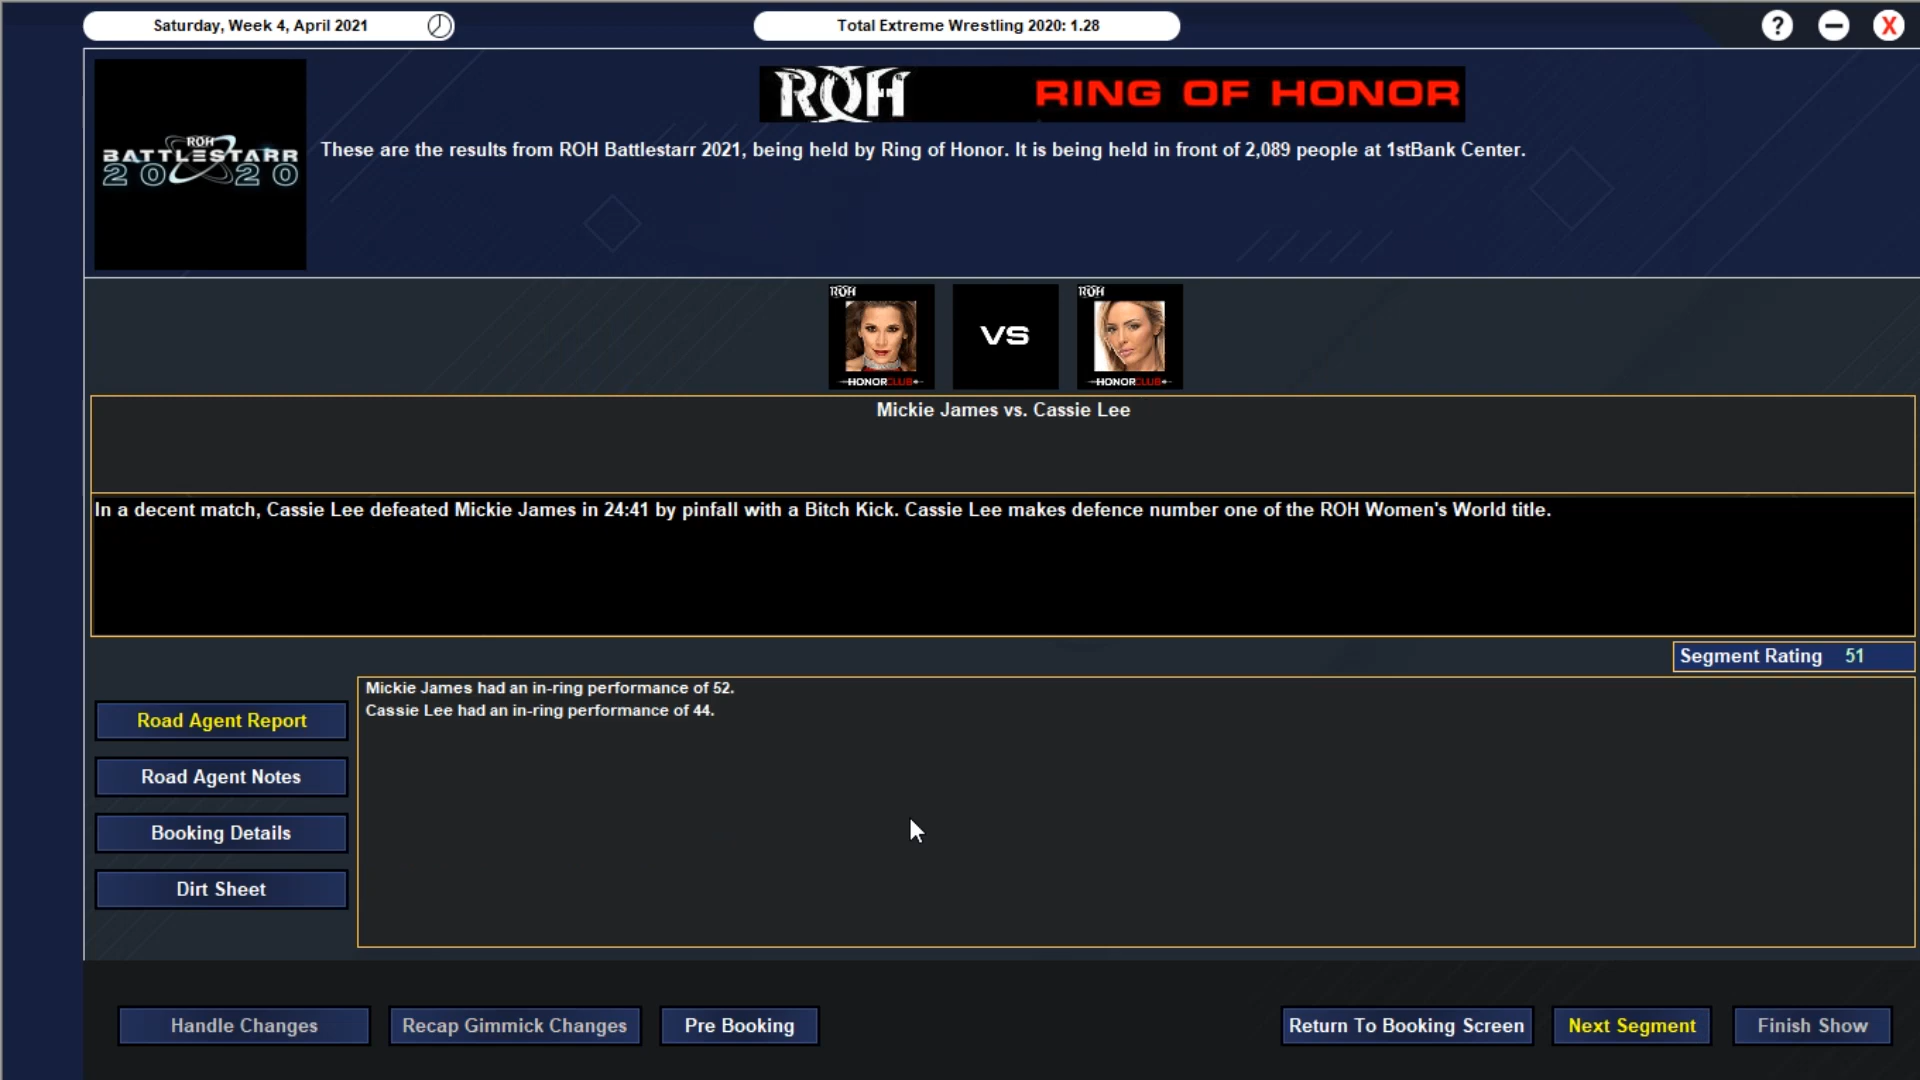 Saturday, Week 4, April 2021
Total Extreme Wrestling 2020: 1.28
?
X
ROH
RING OF HONOR
ROH
BATTLESTARR
2020
These are the results from ROH Battlestarr 2021, being held by Ring of Honor. It is being held in front of 2,089 people at 1stBank Center.
ROH
HONORCLUB
VS
ROH
HONORCLUB
Mickie James vs. Cassie Lee
In a decent match, Cassie Lee defeated Mickie James in 24:41 by pinfall with a Bitch Kick. Cassie Lee makes defence number one of the ROH Women's World title.
Segment Rating 51
Mickie James had an in-ring performance of 52.
Cassie Lee had an in-ring performance of 44.
Road Agent Report
Road Agent Notes
Booking Details
Dirt Sheet
Handle Changes
Recap Gimmick Changes
Pre Booking
Return To Booking Screen
Next Segment
Finish Show